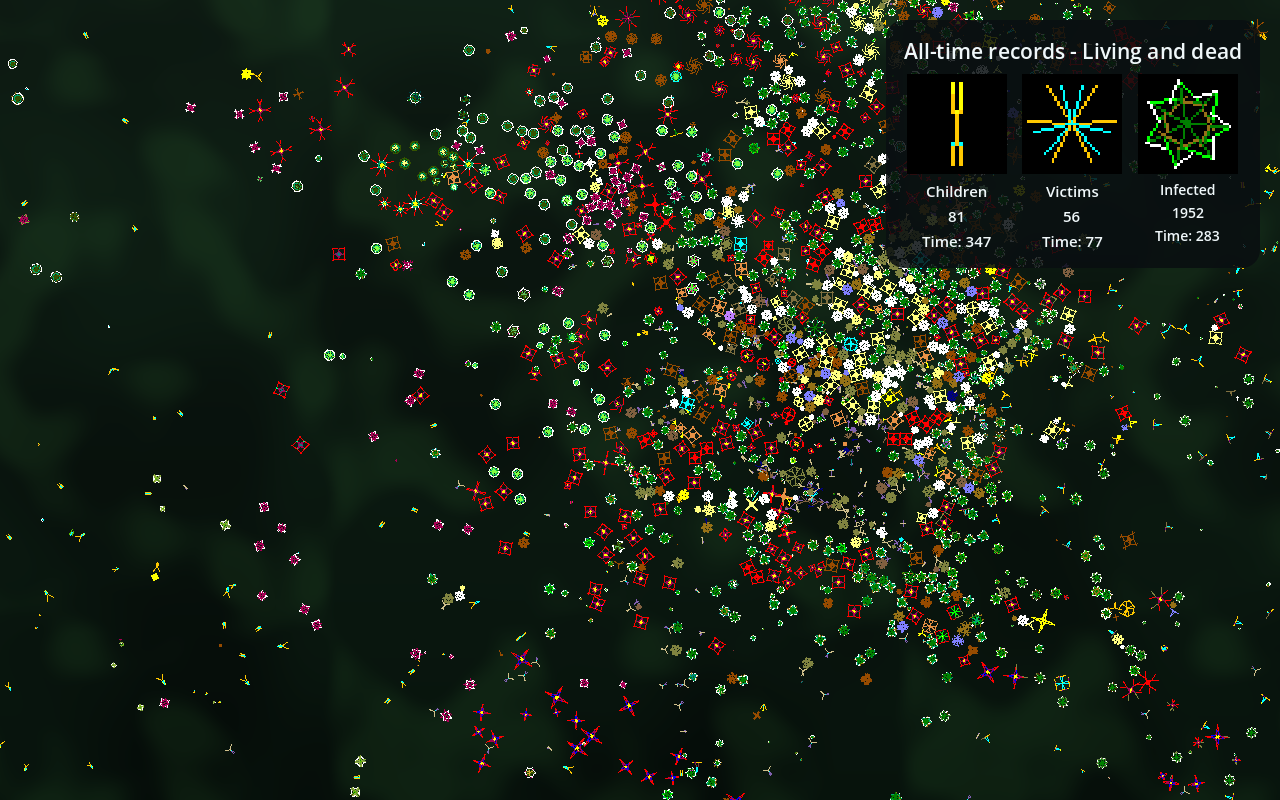 All-time records - Living and dead
Children
Victims
Infected
81
56
1952
Time: 347
Time: 77
Time: 283